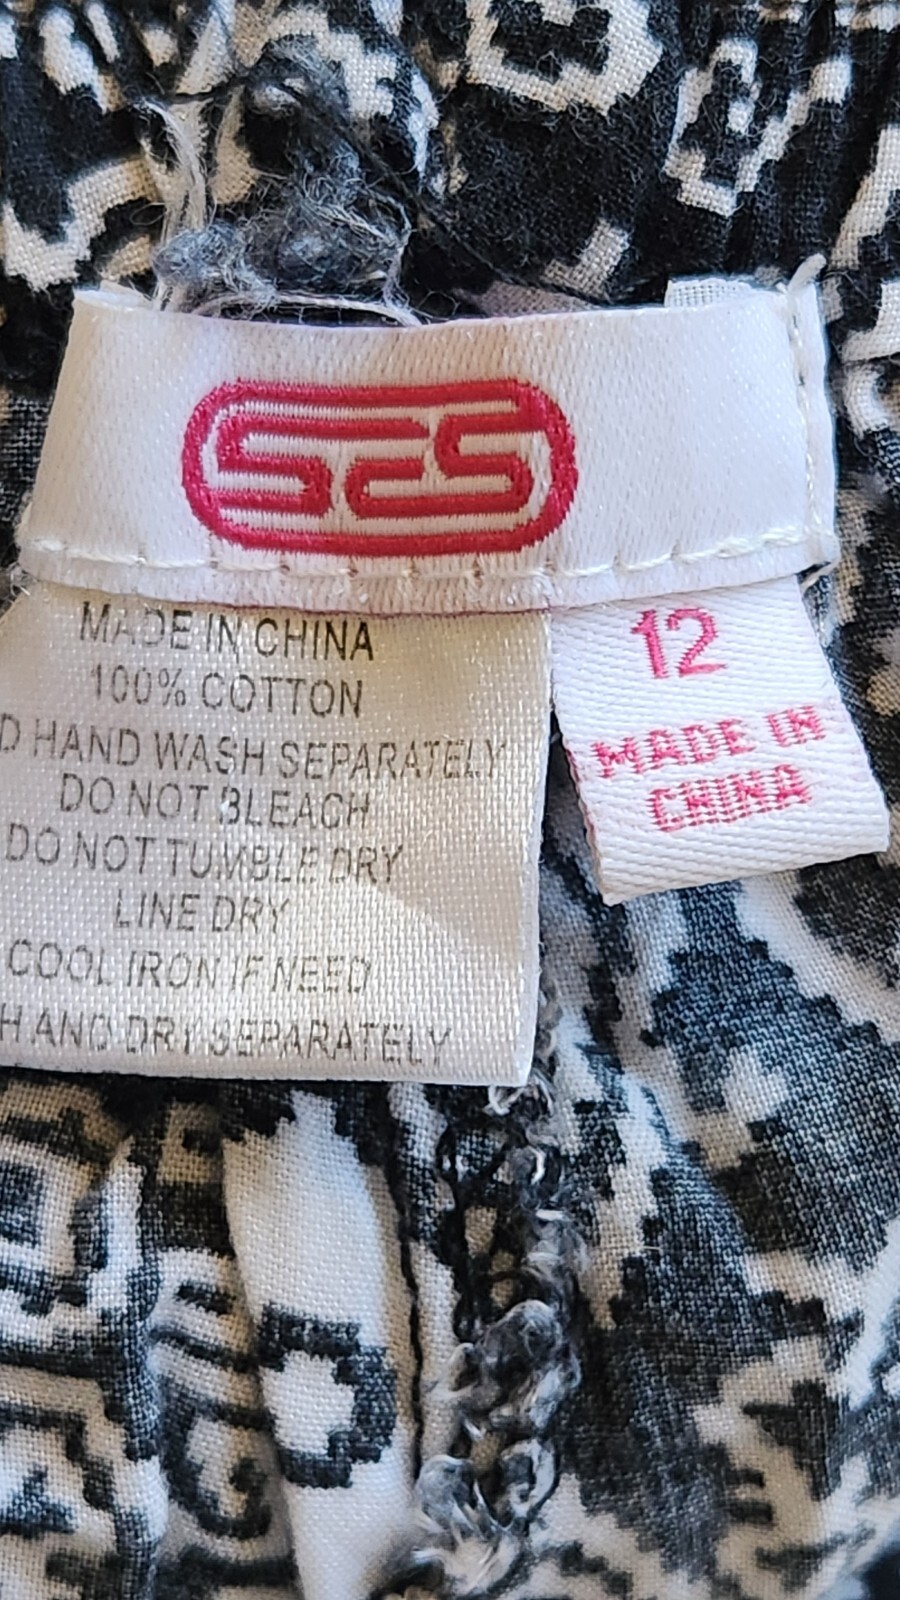 MADE IN CHINA
100% COTTON
D HAND WASH SEPARATELY
DO NOT BLEACH
DO NOT TUMBLE DRY
LINE DRY
COOL IRON IF NEED
H AND DRY SEPARATELY
12
MADE IN
CHINA